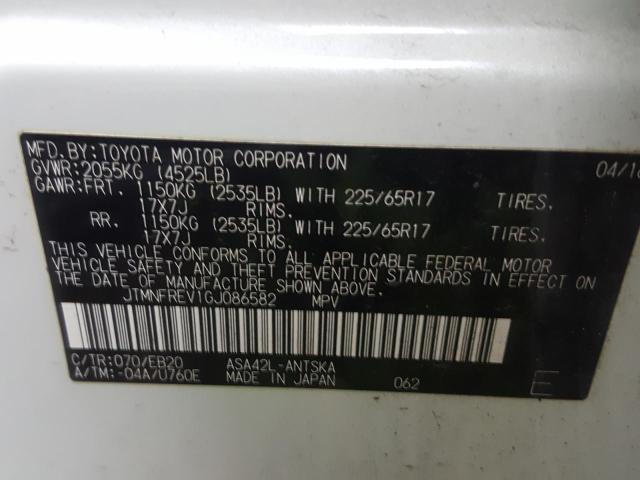 MFD.BY:TOYOTA MOTOR CORPORATION 04/16
GVWR:2055KG (4525LB)
GAWR:FRT. 1150KG (2535LB) WITH 225/65R17 TIRES.
17X7J RIMS.
RR. 1150KG (2535LB) WITH 225/65R17 TIRES.
17X7J RIMS.
THIS VEHICLE CONFORMS TO ALL APPLICABLE FEDERAL MOTOR
VEHICLE SAFETY AND THEFT PREVENTION STANDARDS IN EFFECT ON
THE DATE OF MANUFACTURE SHOWN ABOVE.
JTMNFREV1GJ086582 MPV
C/TR:070/EB20 ASA42L-ANTSKA
A/TM:-04A/U760E MADE IN JAPAN 062 E